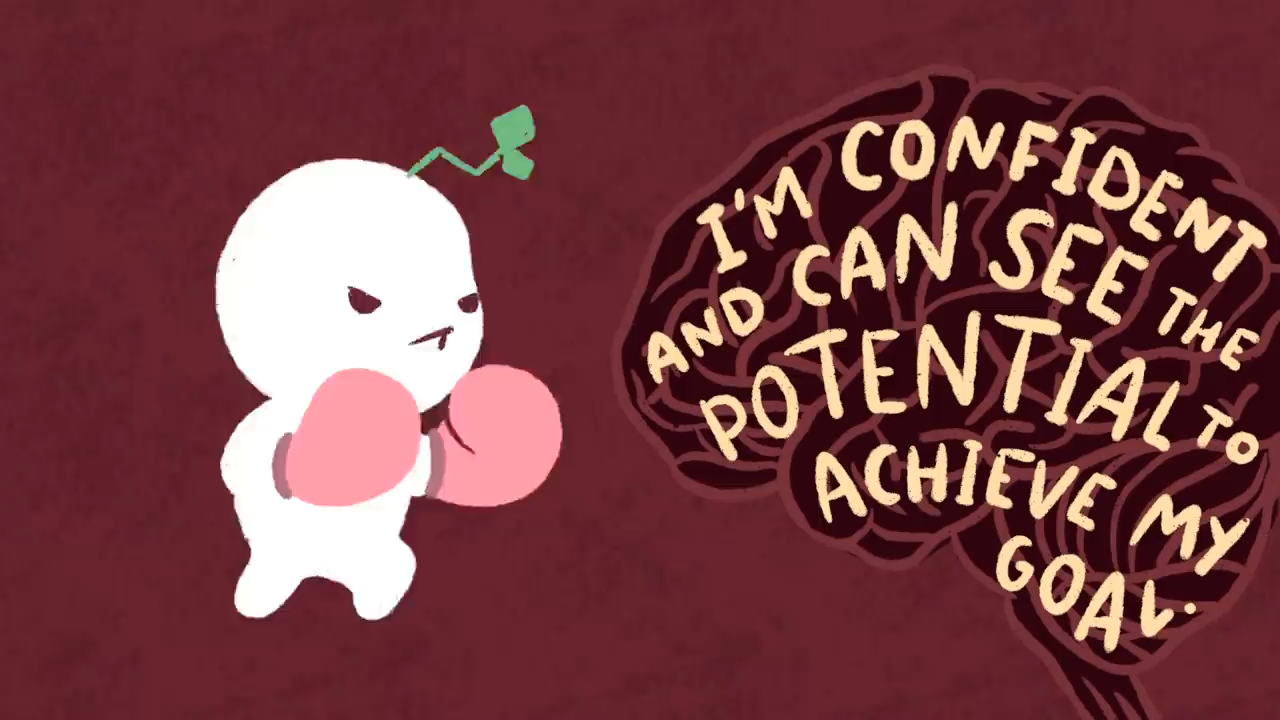 I'M CONFIDENT
AND CAN SEE THE
POTENTIAL TO
ACHIEVE MY
GOAL.